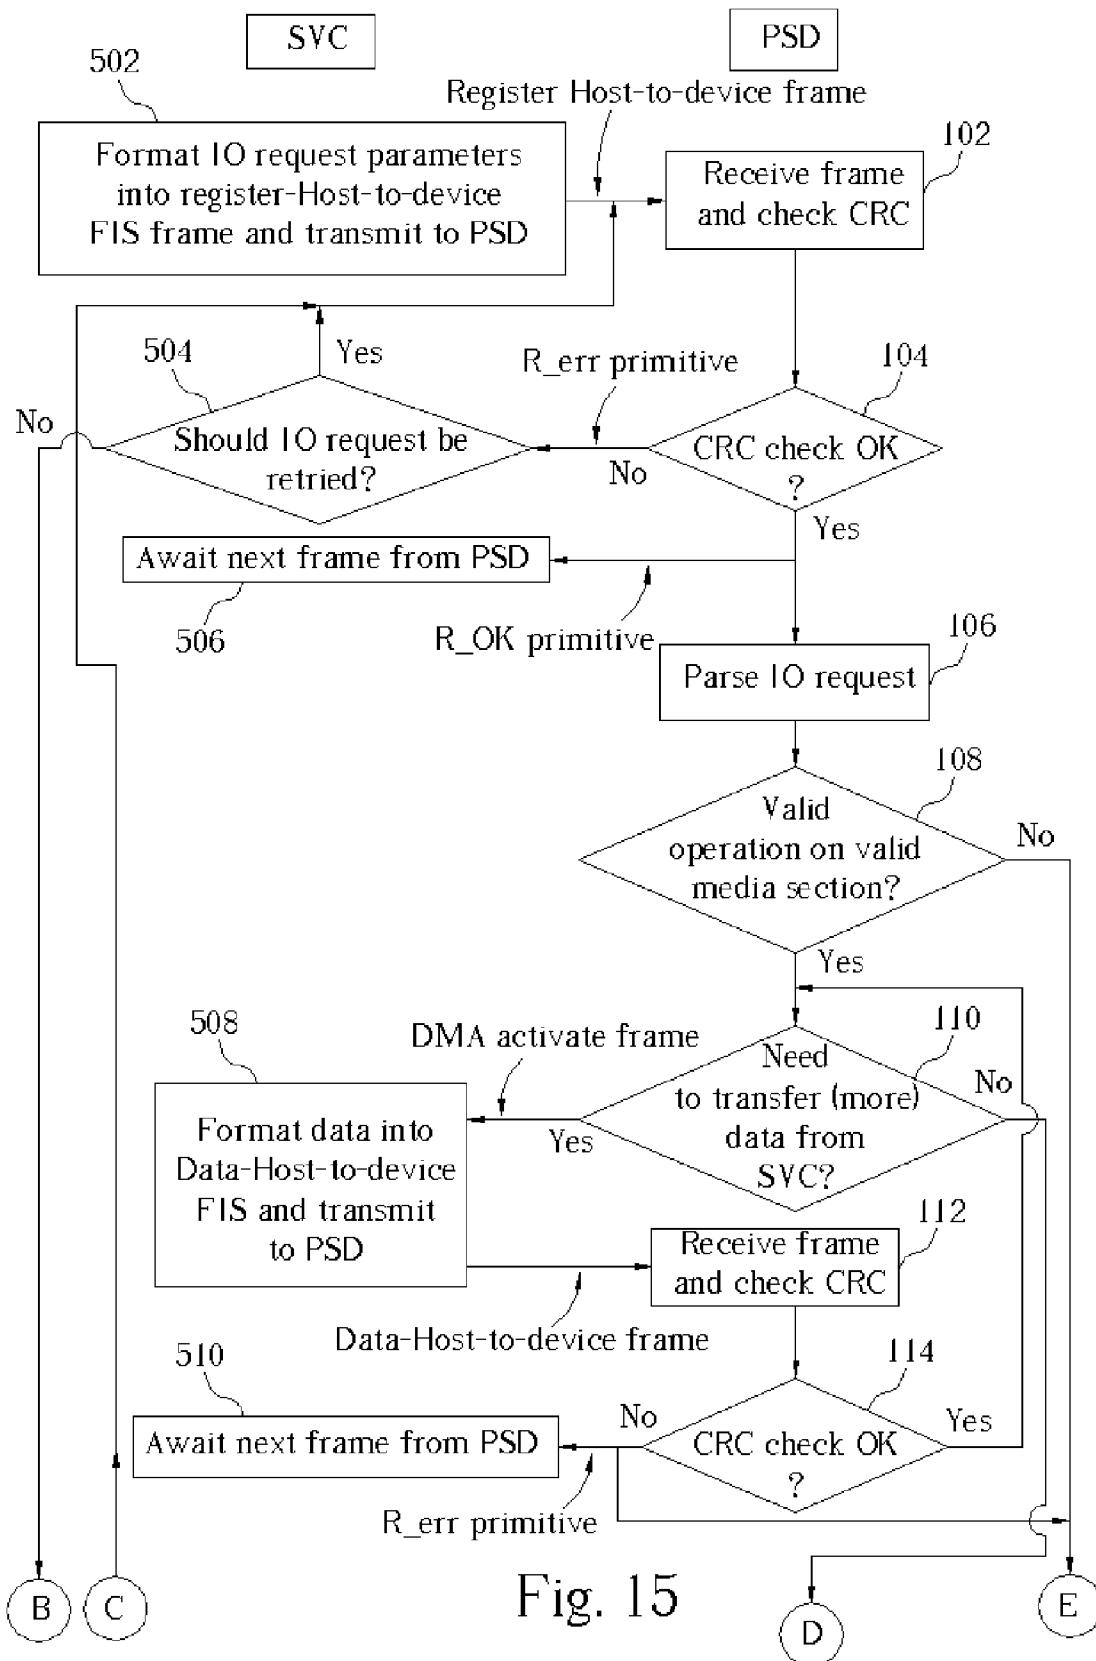 SVC
PSD
502
Register Host-to-device frame
102
Format IO request parameters
into register-Host-to-device
FIS frame and transmit to PSD
Receive frame
and check CRC
504
Yes
R_err primitive
104
No
Should IO request be
retried?
No
CRC check OK
?
Yes
Await next frame from PSD
506
R_OK primitive
106
Parse IO request
108
Valid
operation on valid
media section?
No
Yes
508
DMA activate frame
110
Need
to transfer (more)
data from
SVC?
No
Yes
Format data into
Data-Host-to-device
FIS and transmit
to PSD
112
Receive frame
and check CRC
Data-Host-to-device frame
510
114
No
Yes
Await next frame from PSD
CRC check OK
?
R_err primitive
B
C
Fig. 15
D
E